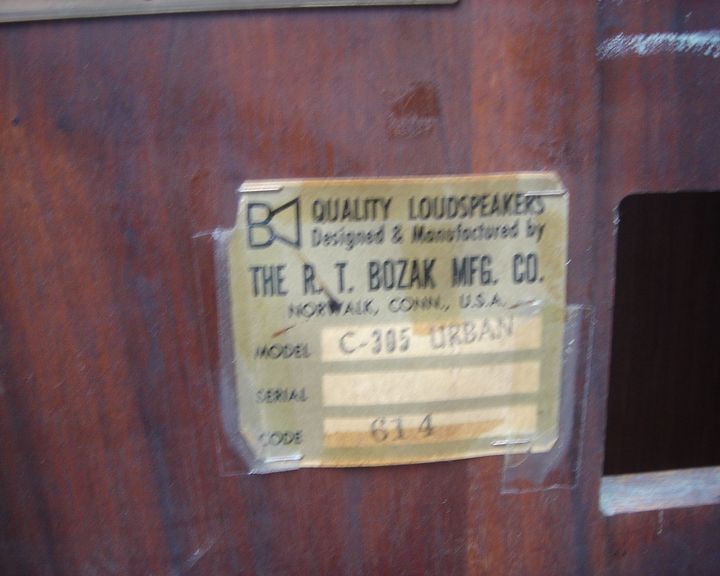 B QUALITY LOUDSPEAKERS
Designed & Manufactured by
THE R. T. BOZAK MFG. CO.
NORWALK, CONN., U.S.A.
MODEL C-305 URBAN
SERIAL
CODE 614